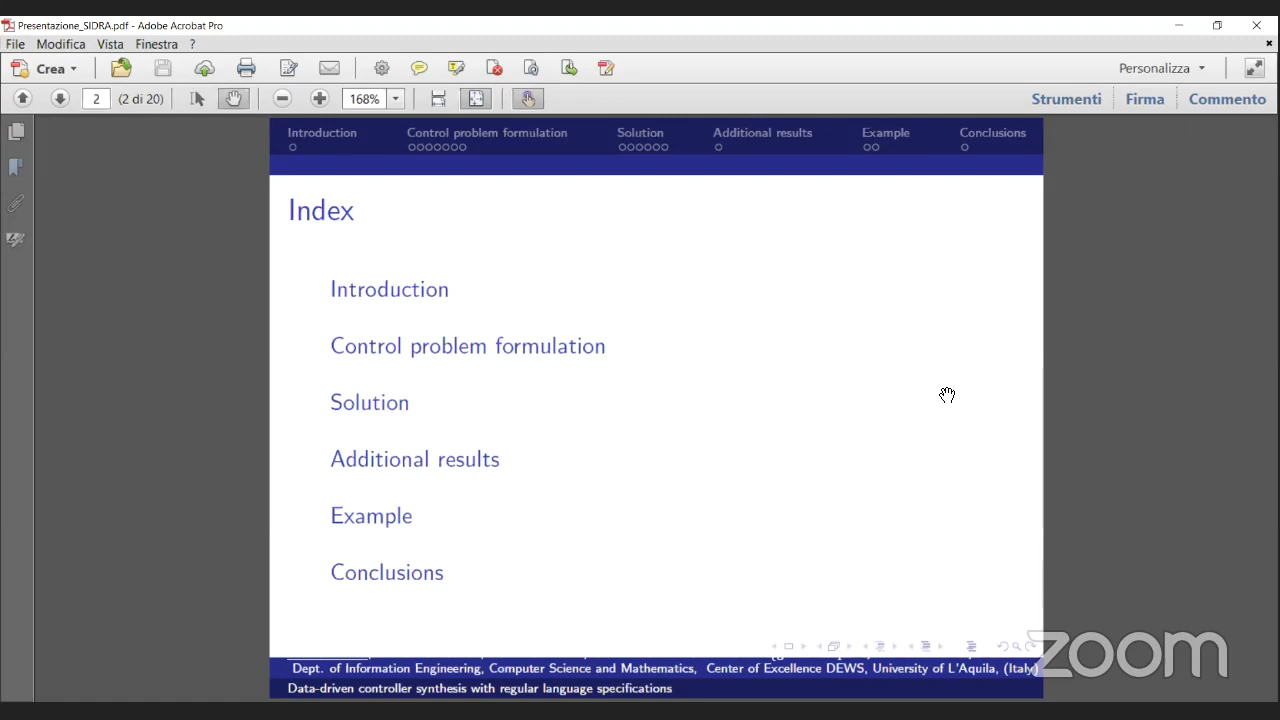 Presentazione_SIDRA.pdf - Adobe Acrobat Pro
File Modifica Vista Finestra ?
Crea
Personalizza
2 (2 di 20) 168%
Strumenti Firma Commento
Introduction Control problem formulation Solution Additional results Example Conclusions
Index
Introduction
Control problem formulation
Solution
Additional results
Example
Conclusions
Dept. of Information Engineering, Computer Science and Mathematics, Center of Excellence DEWS, University of L'Aquila, (Italy)
Data-driven controller synthesis with regular language specifications
zoom